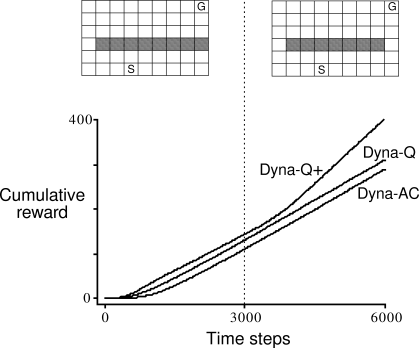 G
G
S
S
400
Dyna-Q+
Dyna-Q
Dyna-AC
Cumulative
reward
0
0
3000
6000
Time steps